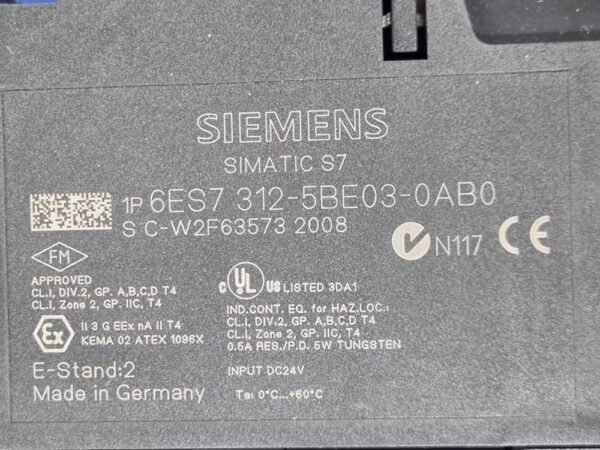 SIEMENS
SIMATIC S7
1P 6ES7 312-5BE03-0AB0
S C-W2F63573 2008
N117 CE
FM
APPROVED
CL.I, DIV.2, GP. A,B,C,D T4
CL.I, Zone 2, GP. IIC, T4
Ex
II 3 G EEx nA II T4
KEMA 02 ATEX 1096X
E-Stand:2
Made in Germany
c UL US LISTED 3DA1
IND.CONT. EQ. for HAZ.LOC.:
CL.I, DIV.2, GP. A,B,C,D T4
CL.I, Zone 2, GP. IIC, T4
0.5A RES./P.D. 5W TUNGSTEN
INPUT DC24V
Ta: 0°C...+60°C